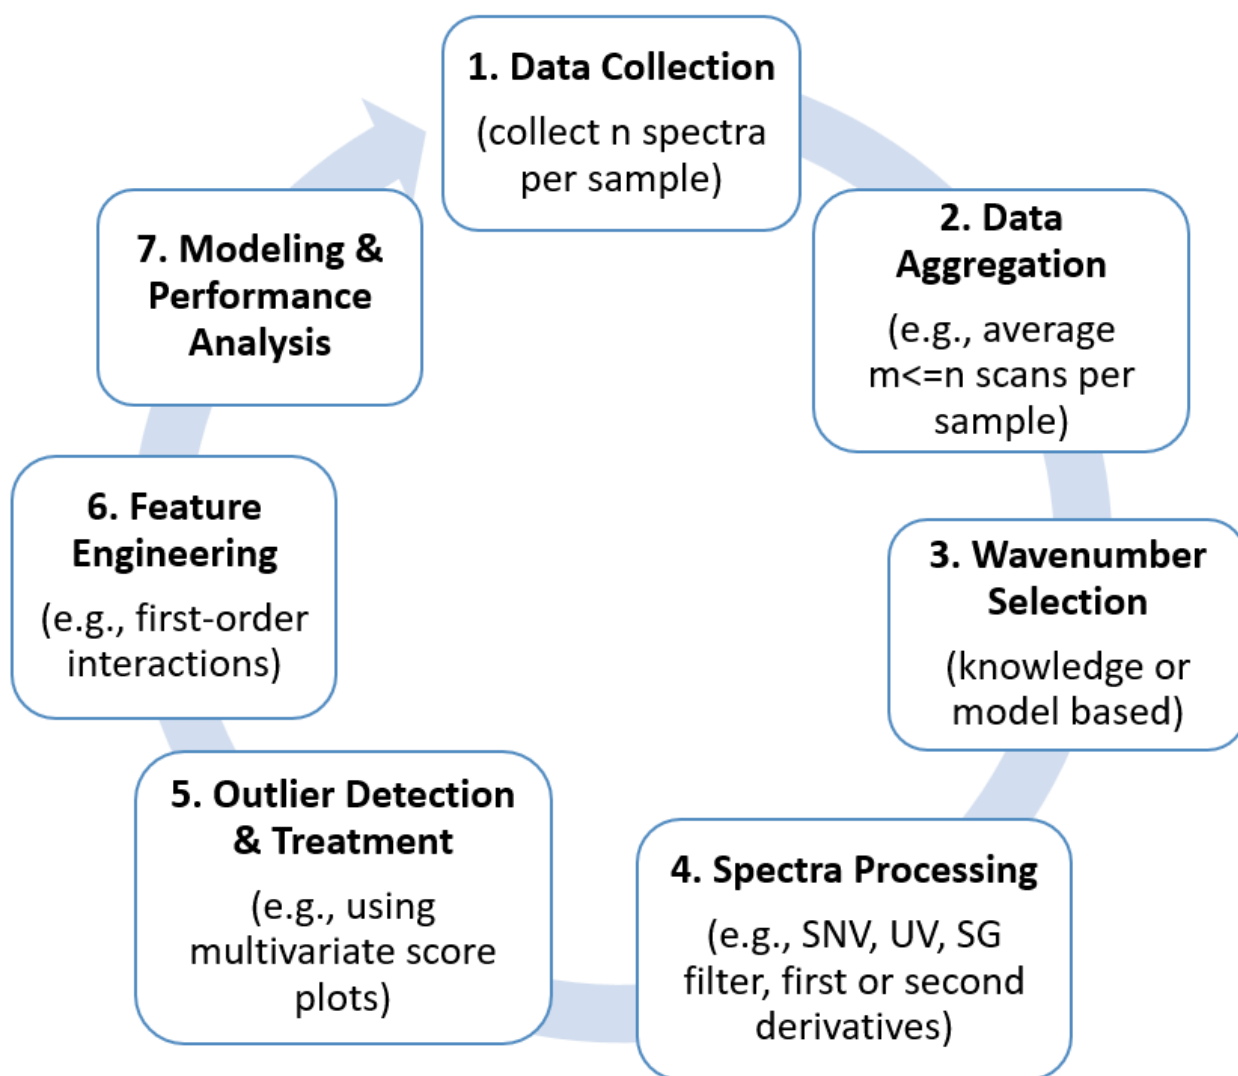 1. Data Collection
(collect n spectra
per sample)
2. Data
Aggregation
(e.g., average
m<=n scans per
sample)
3. Wavenumber
Selection
(knowledge or
model based)
4. Spectra Processing
(e.g., SNV, UV, SG
filter, first or second
derivatives)
5. Outlier Detection
& Treatment
(e.g., using
multivariate score
plots)
6. Feature
Engineering
(e.g., first-order
interactions)
7. Modeling &
Performance
Analysis